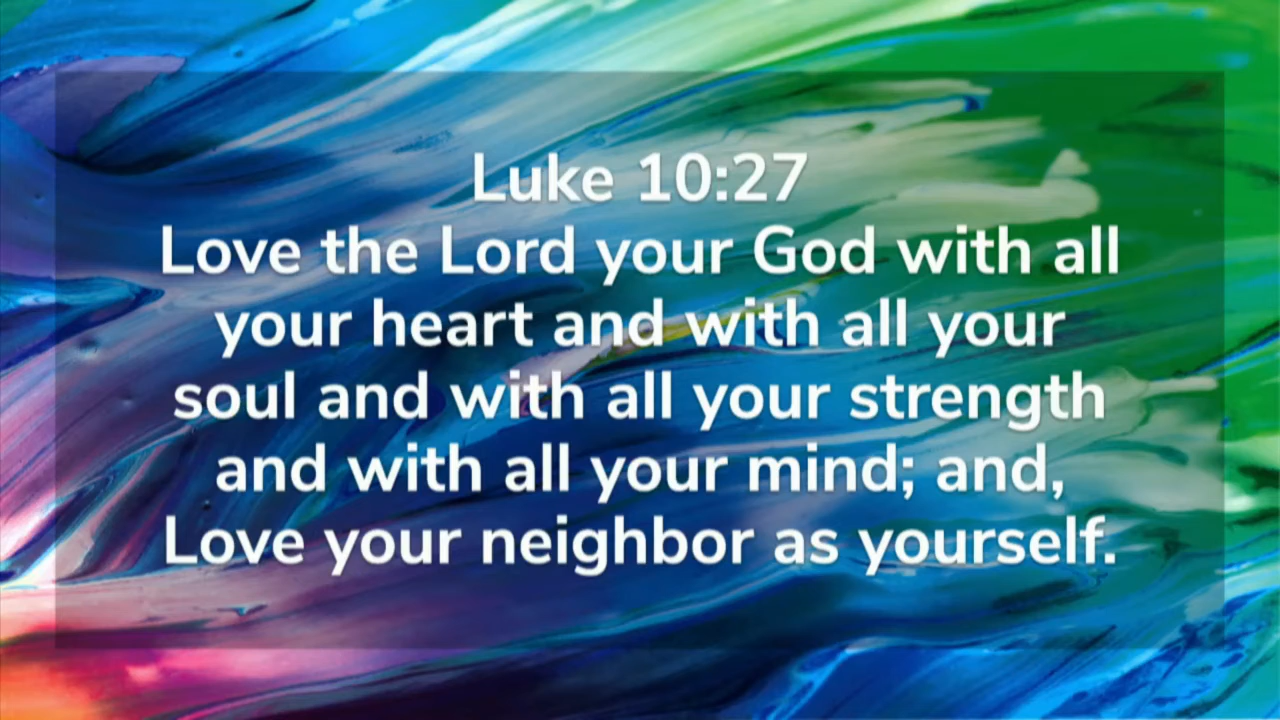 Luke 10:27
Love the Lord your God with all
your heart and with all your
soul and with all your strength
and with all your mind; and,
Love your neighbor as yourself.